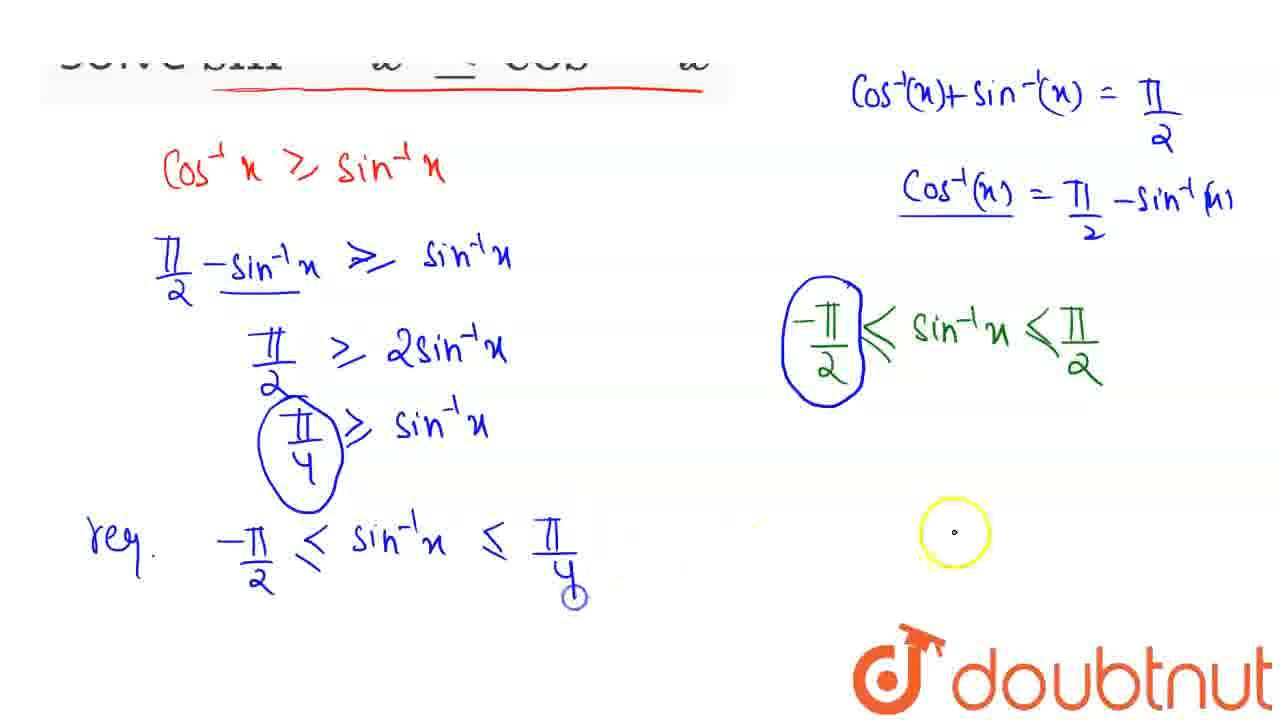 cos⁻¹(x) + sin⁻¹(x) = π/2
cos⁻¹x ⩾ sin⁻¹x
cos⁻¹(x) = π/2 - sin⁻¹(x)
π/2 - sin⁻¹x ⩾ sin⁻¹x
-π/2 ⩽ sin⁻¹x ⩽ π/2
π/2 ⩾ 2sin⁻¹x
π/4 ⩾ sin⁻¹x
req. -π/2 ⩽ sin⁻¹x ⩽ π/4
doubtnut